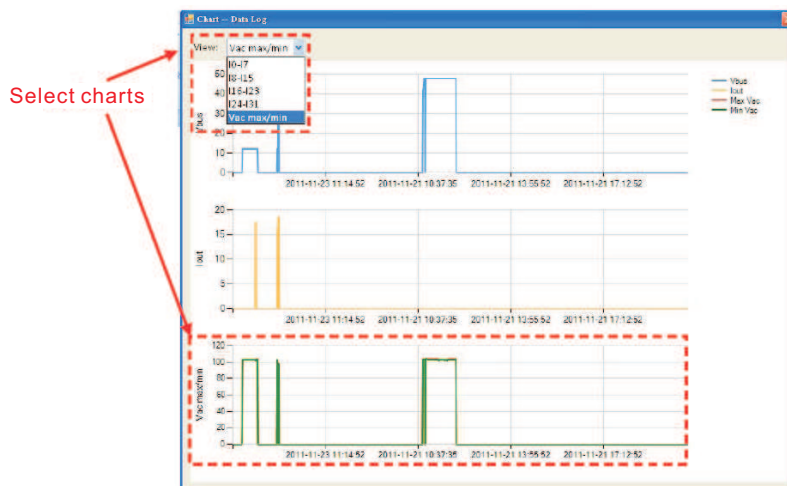 Chart -- Data Log
View: Vac max/min
I0-I7
I8-I15
I16-I23
I24-I31
Vac max/min
Select charts
Vbus
Iout
Max Vac
Min Vac
50
40
30
20
10
0
Vbus
2011-11-23 11:14:52 2011-11-21 10:37:35 2011-11-21 13:55:52 2011-11-21 17:12:52
20
15
10
5
0
Iout
2011-11-23 11:14:52 2011-11-21 10:37:35 2011-11-21 13:55:52 2011-11-21 17:12:52
120
100
80
60
40
20
0
Vac max/min
2011-11-23 11:14:52 2011-11-21 10:37:35 2011-11-21 13:55:52 2011-11-21 17:12:52